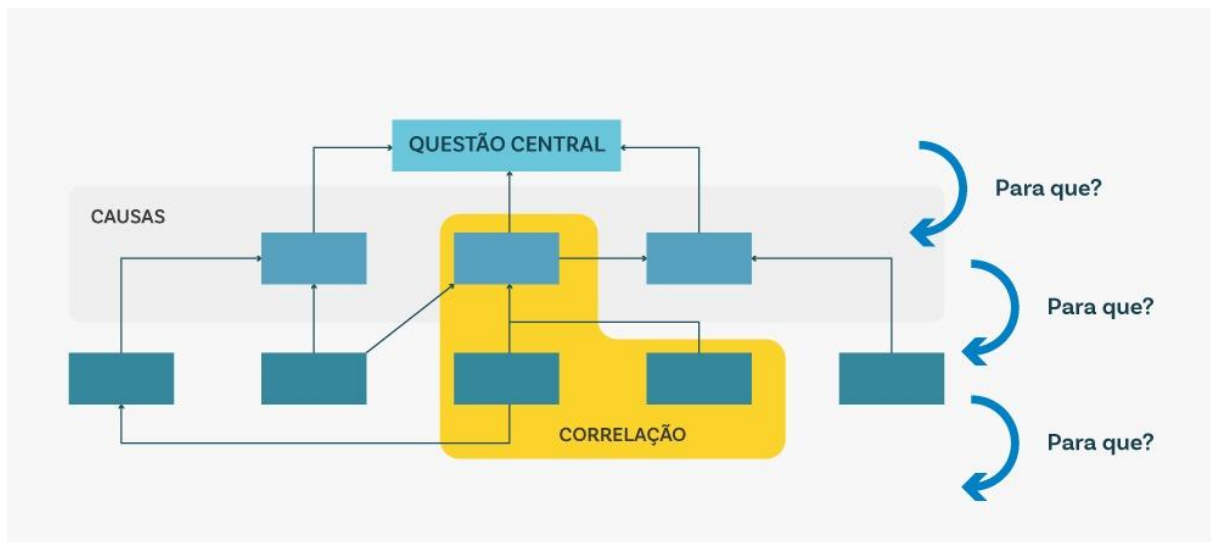 QUESTÃO CENTRAL
Para que?
CAUSAS
Para que?
CORRELAÇÃO
Para que?